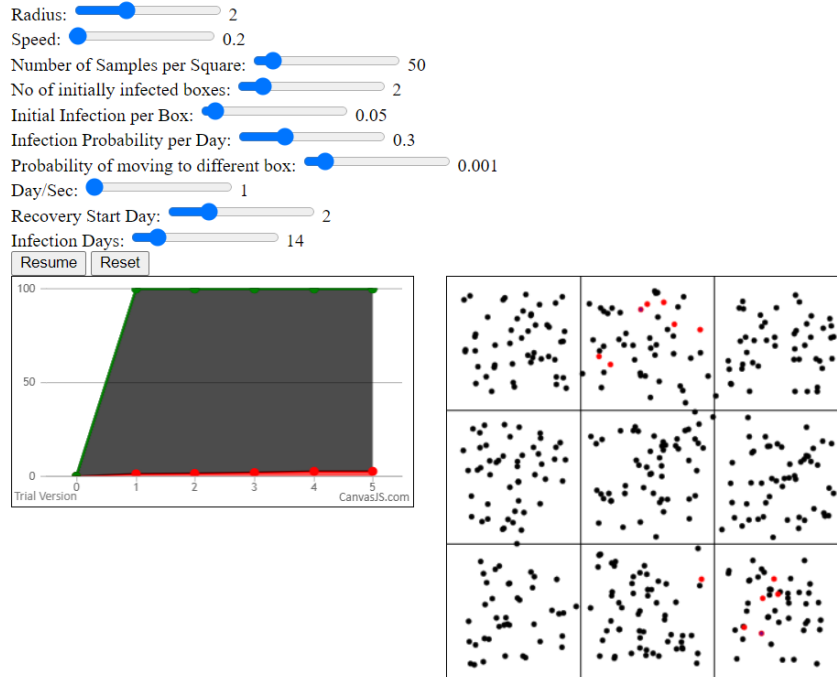 Radius: 2
Speed: 0.2
Number of Samples per Square: 50
No of initially infected boxes: 2
Initial Infection per Box: 0.05
Infection Probability per Day: 0.3
Probability of moving to different box: 0.001
Day/Sec: 1
Recovery Start Day: 2
Infection Days: 14
Resume Reset
100
50
0
0 1 2 3 4 5
Trial Version CanvasJS.com